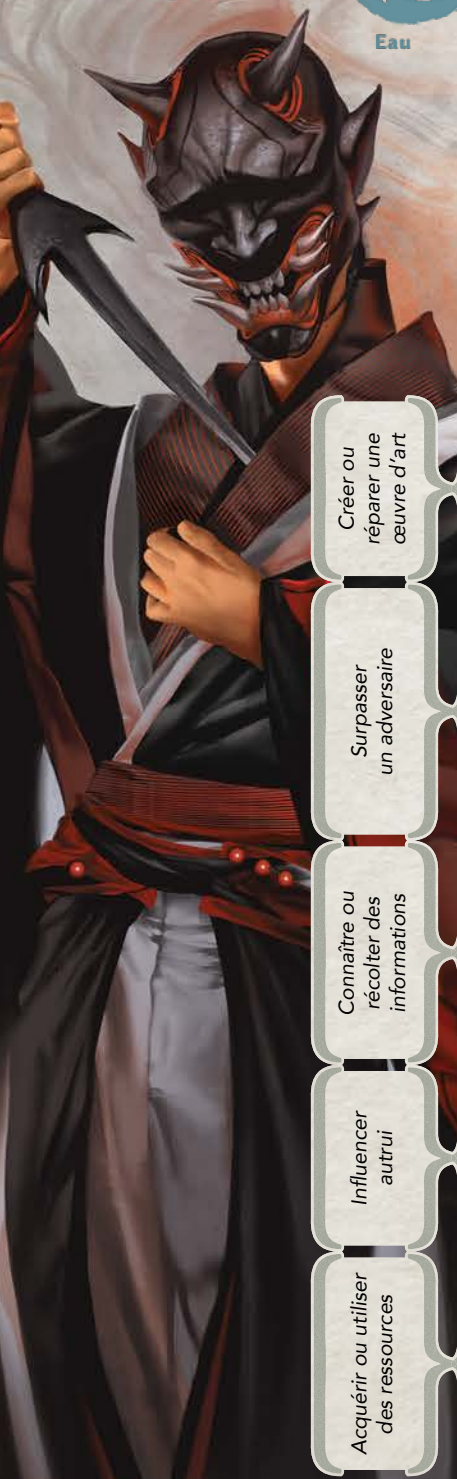 Eau
Créer ou
réparer une
œuvre d'art
Surpasser
un adversaire
Connaître ou
récolter des
informations
Influencer
autrui
Acquérir ou utiliser
des ressources